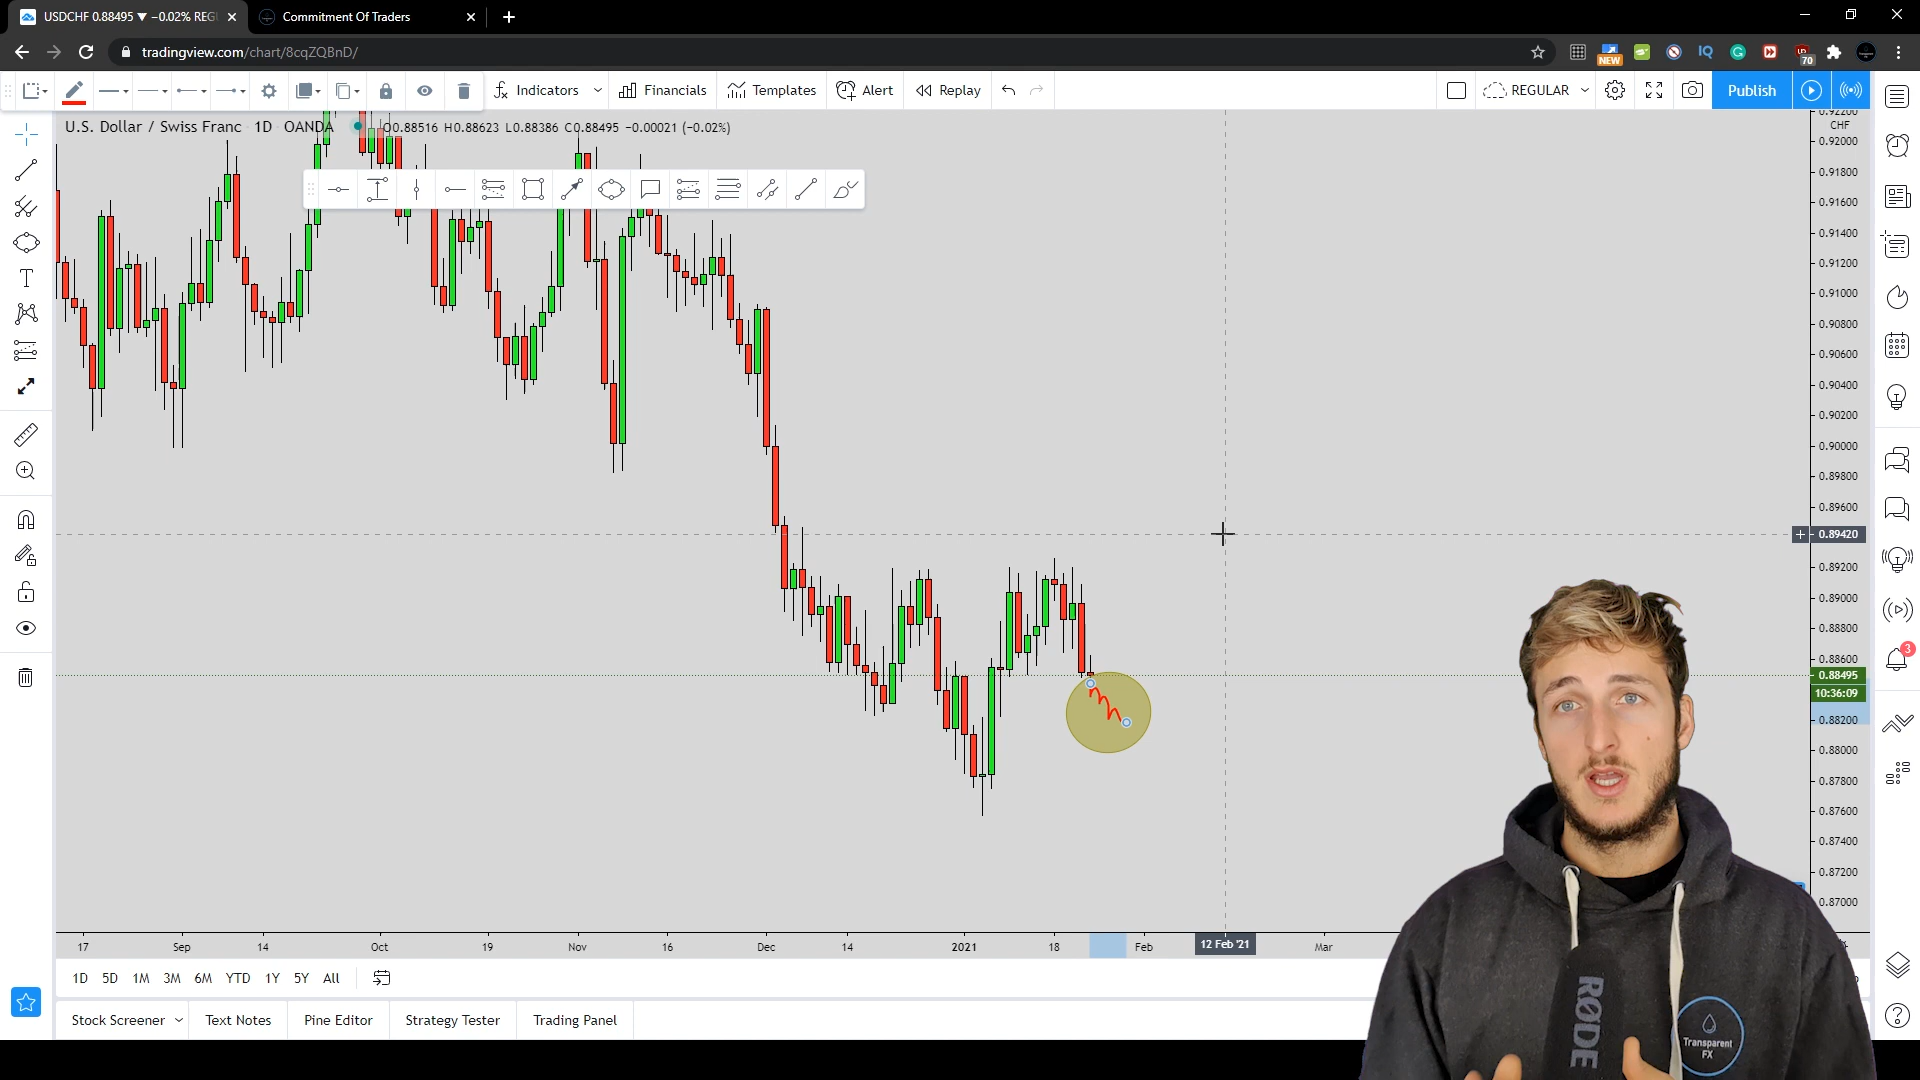 USDCHF 0.88495 ▼ −0.02% REG
Commitment Of Traders
tradingview.com/chart/8cqZQBnD/
NEW
IQ
70
Indicators
Financials
Templates
Alert
Replay
REGULAR
Publish
U.S. Dollar / Swiss Franc 1D OANDA O0.88516 H0.88623 L0.88386 C0.88495 −0.00021 (−0.02%)
0.92200
CHF
0.92000
0.91800
0.91600
0.91400
0.91200
0.91000
0.90800
0.90600
0.90400
0.90200
0.90000
0.89800
0.89600
0.89420
0.89200
0.89000
0.88800
0.88600
3
0.88495
10:36:09
0.88200
0.88000
0.87800
0.87600
0.87400
0.87200
0.87000
17 Sep 14 Oct 19 Nov 16 Dec 14 2021 18 Feb 12 Feb '21 Mar
1D 5D 1M 3M 6M YTD 1Y 5Y All
Stock Screener Text Notes Pine Editor Strategy Tester Trading Panel
RØDE
Transparent
FX